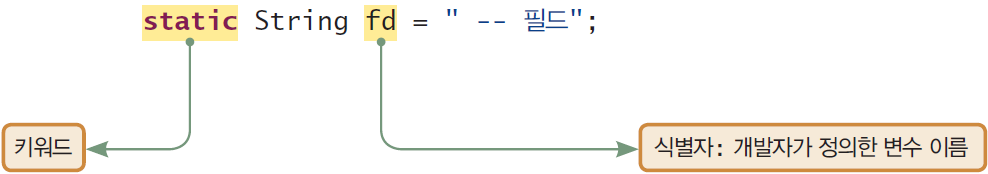 static String fd = " -- 필드";
키워드
식별자: 개발자가 정의한 변수 이름